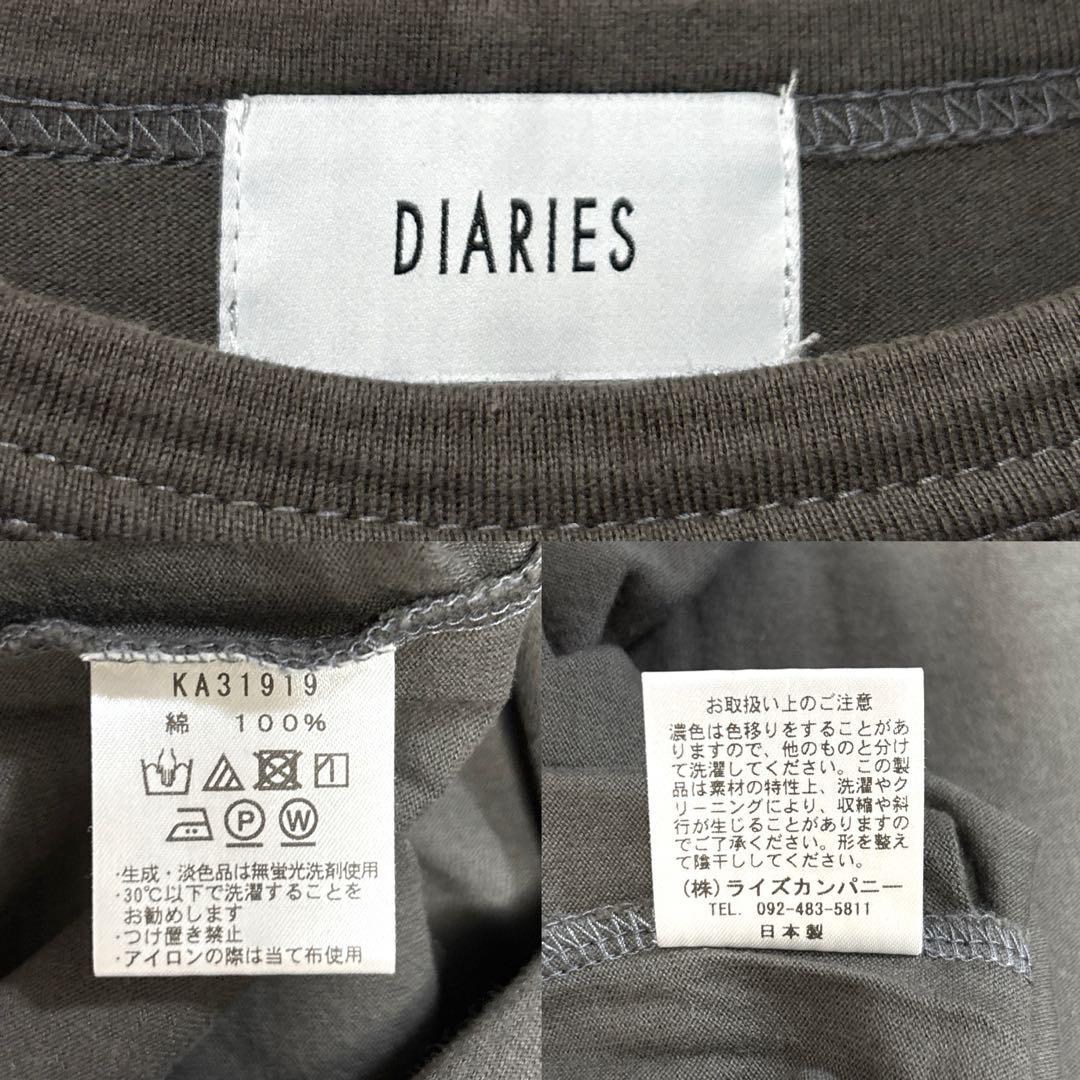 DIARIES
KA31919
綿 100%
P W
・生成・淡色品は無蛍光洗剤使用
・30℃以下で洗濯することを
お勧めします
・つけ置き禁止
・アイロンの際は当て布使用
お取扱い上のご注意
濃色は色移りをすることがあ
りますので、他のものと分け
て洗濯してください。この製
品は素材の特性上、洗濯やク
リーニングにより、収縮や斜
行が生じることがありますの
でご了承ください。形を整え
て陰干ししてください。
(株)ライズカンパニー
TEL. 092-483-5811
日本製